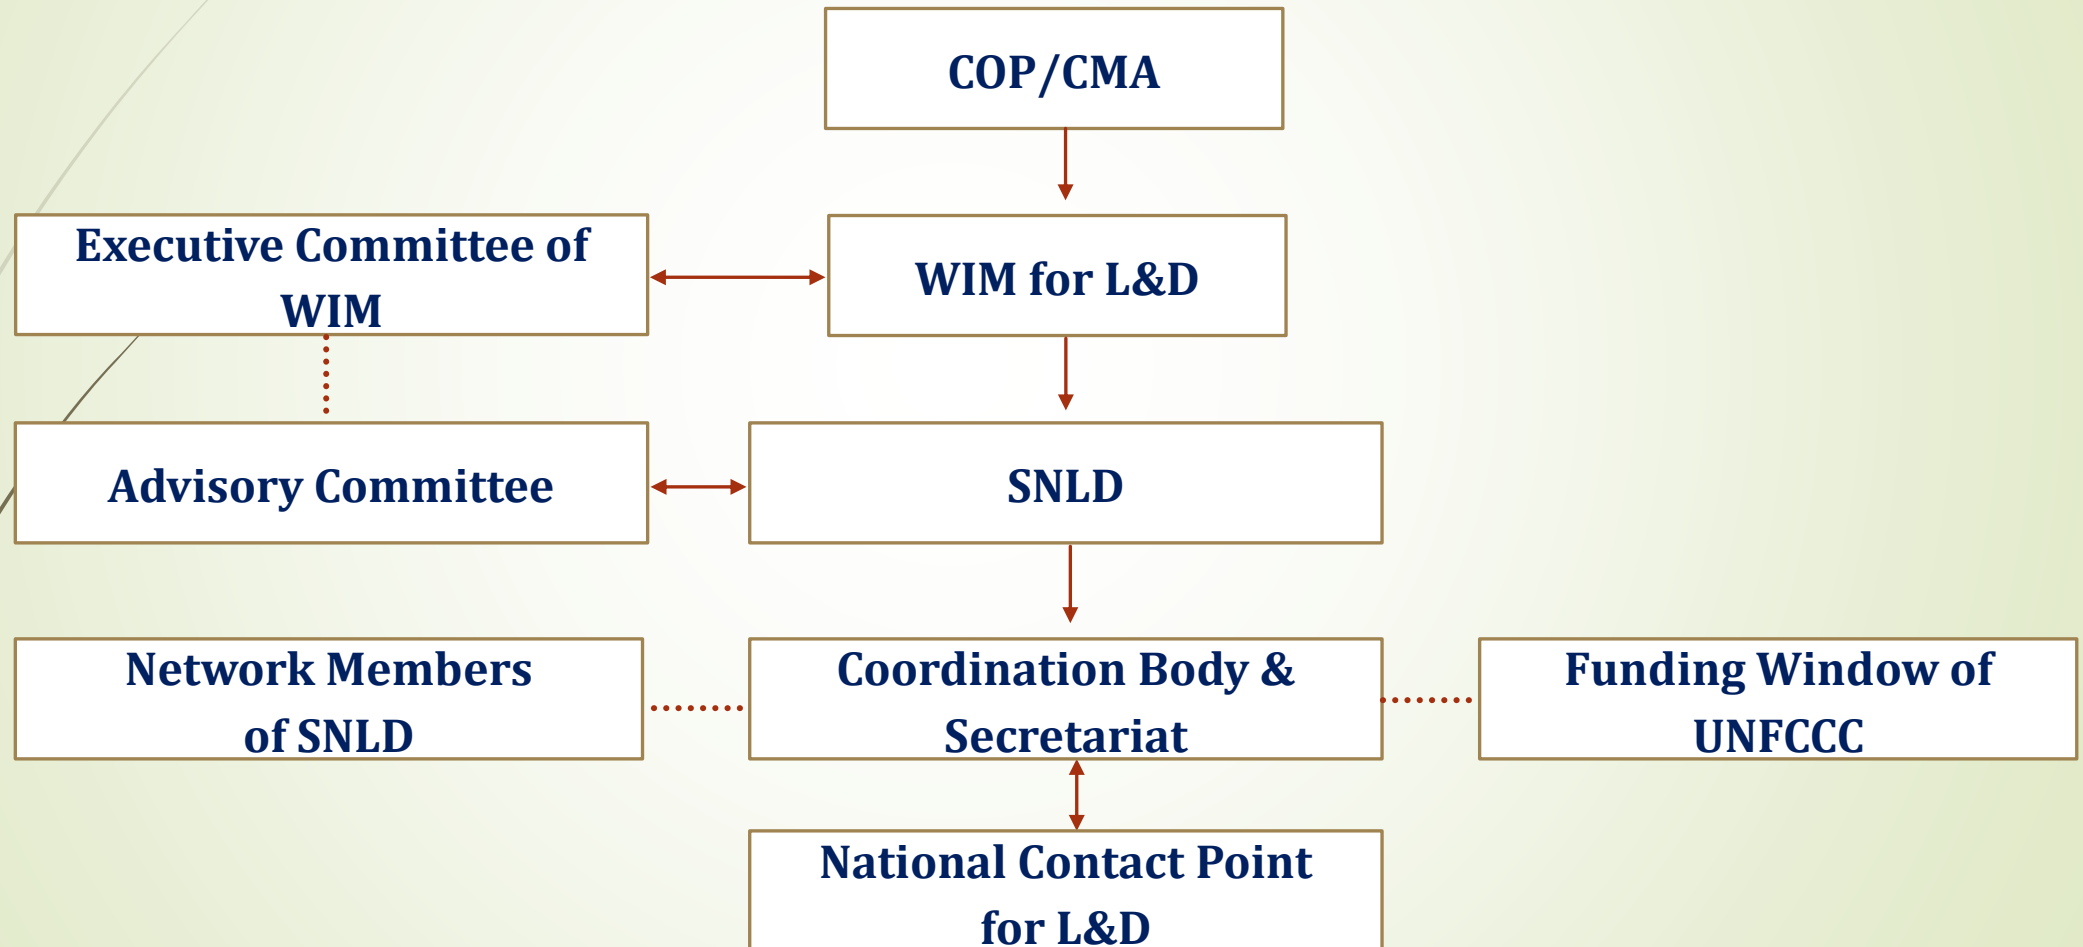 COP/CMA
Executive Committee of
WIM
WIM for L&D
Advisory Committee
SNLD
Network Members
of SNLD
Coordination Body &
Secretariat
Funding Window of
UNFCCC
National Contact Point
for L&D